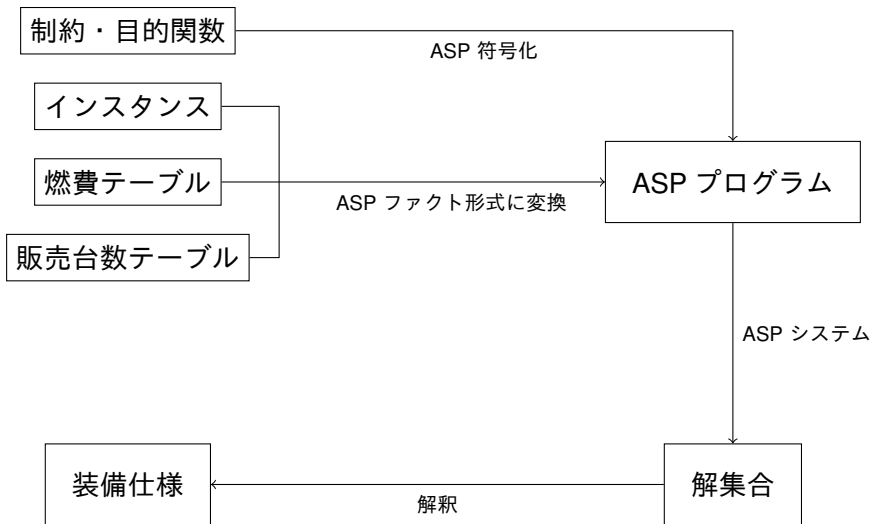 制約・目的関数
ASP 符号化
インスタンス
燃費テーブル
ASP プログラム
ASP ファクト形式に変換
販売台数テーブル
ASP システム
装備仕様
解集合
解釈